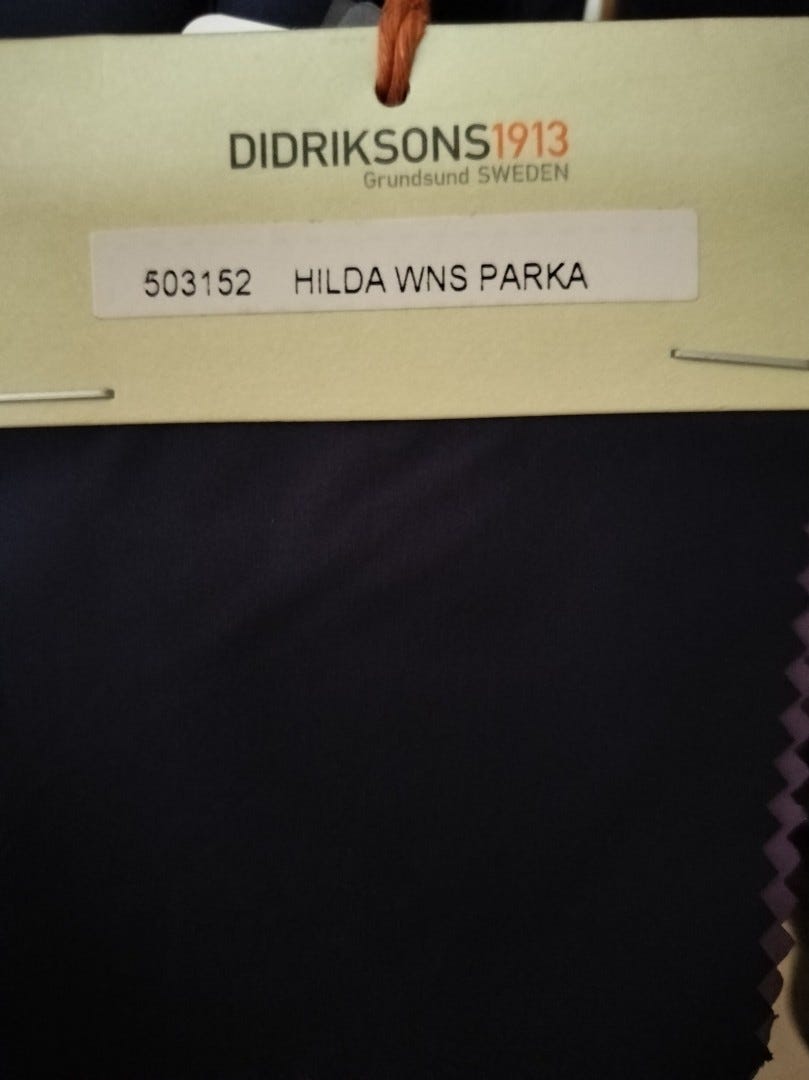 DIDRIKSONS1913
Grundsund SWEDEN
503152 HILDA WNS PARKA